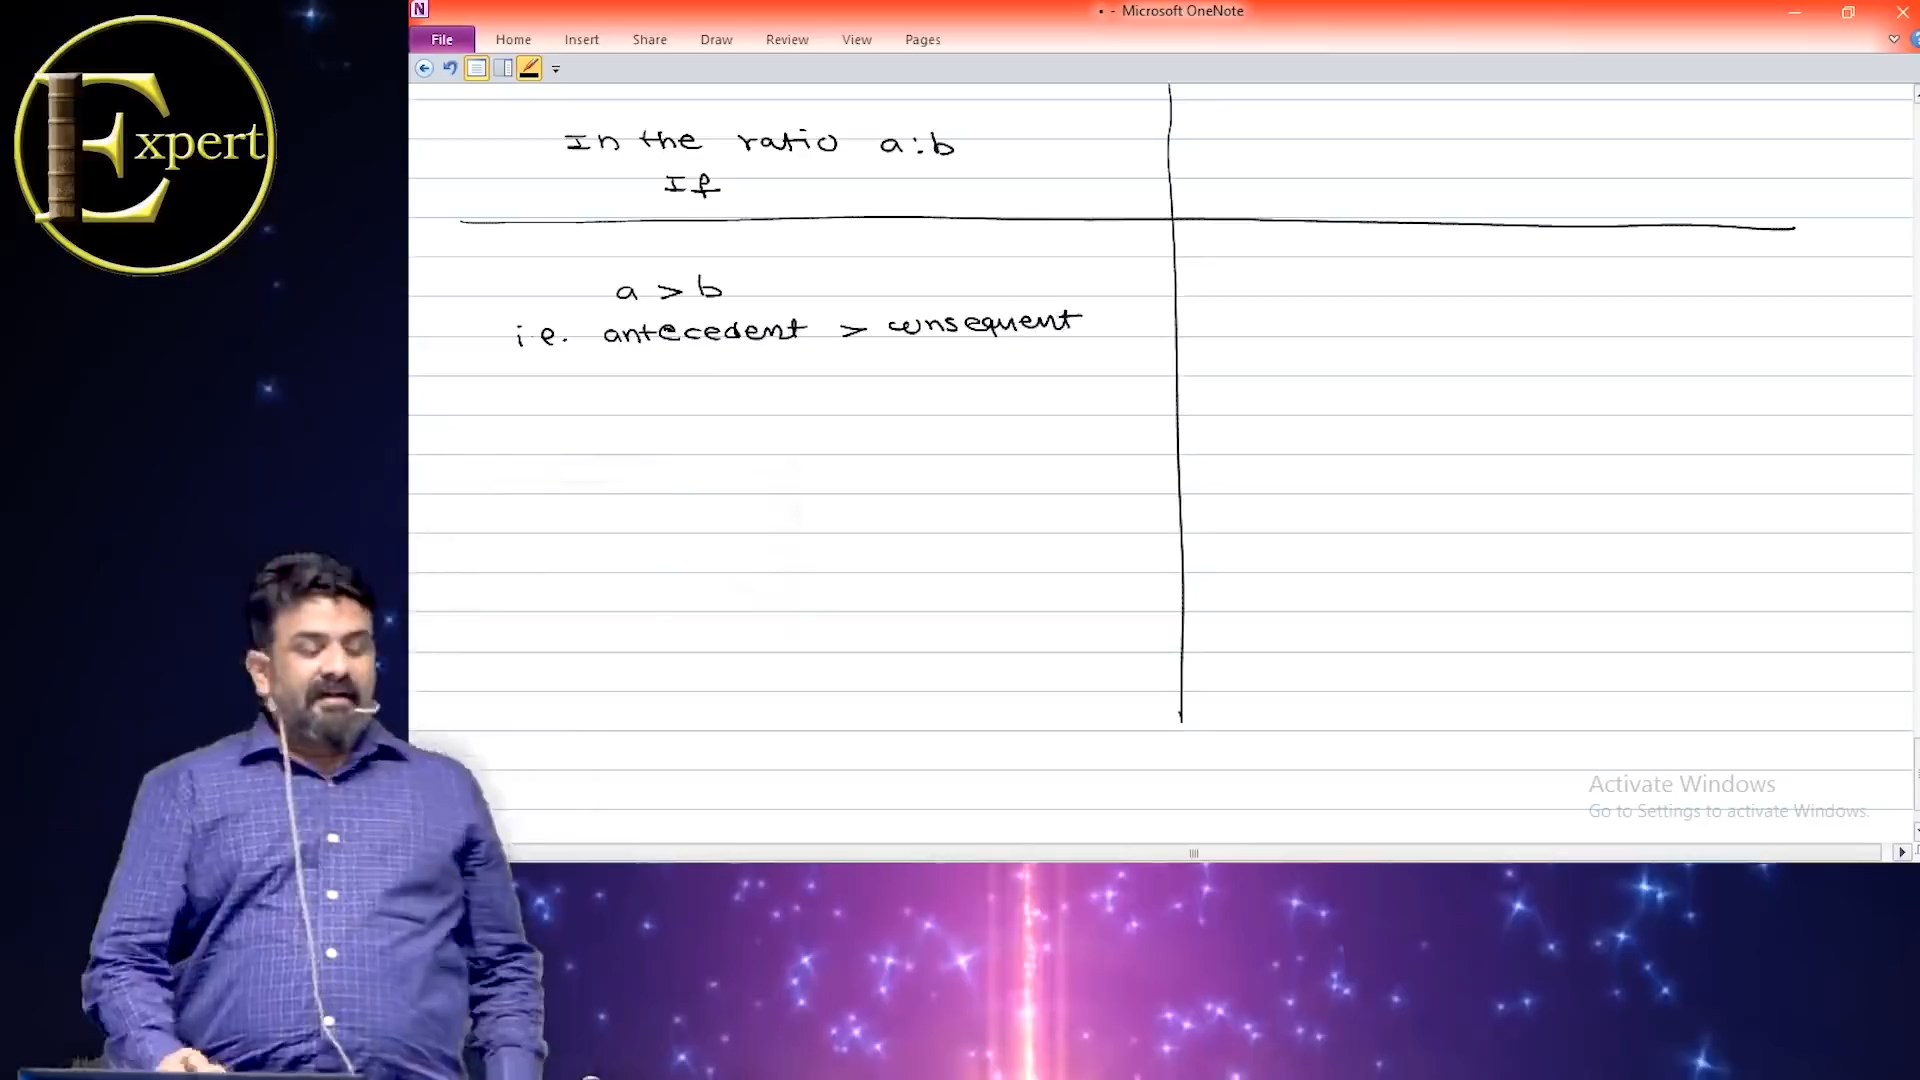 Expert
• - Microsoft OneNote
File Home Insert Share Draw Review View Pages
In the ratio a:b
If
a > b
i.e. antecedent > consequent
Activate Windows
Go to Settings to activate Windows.